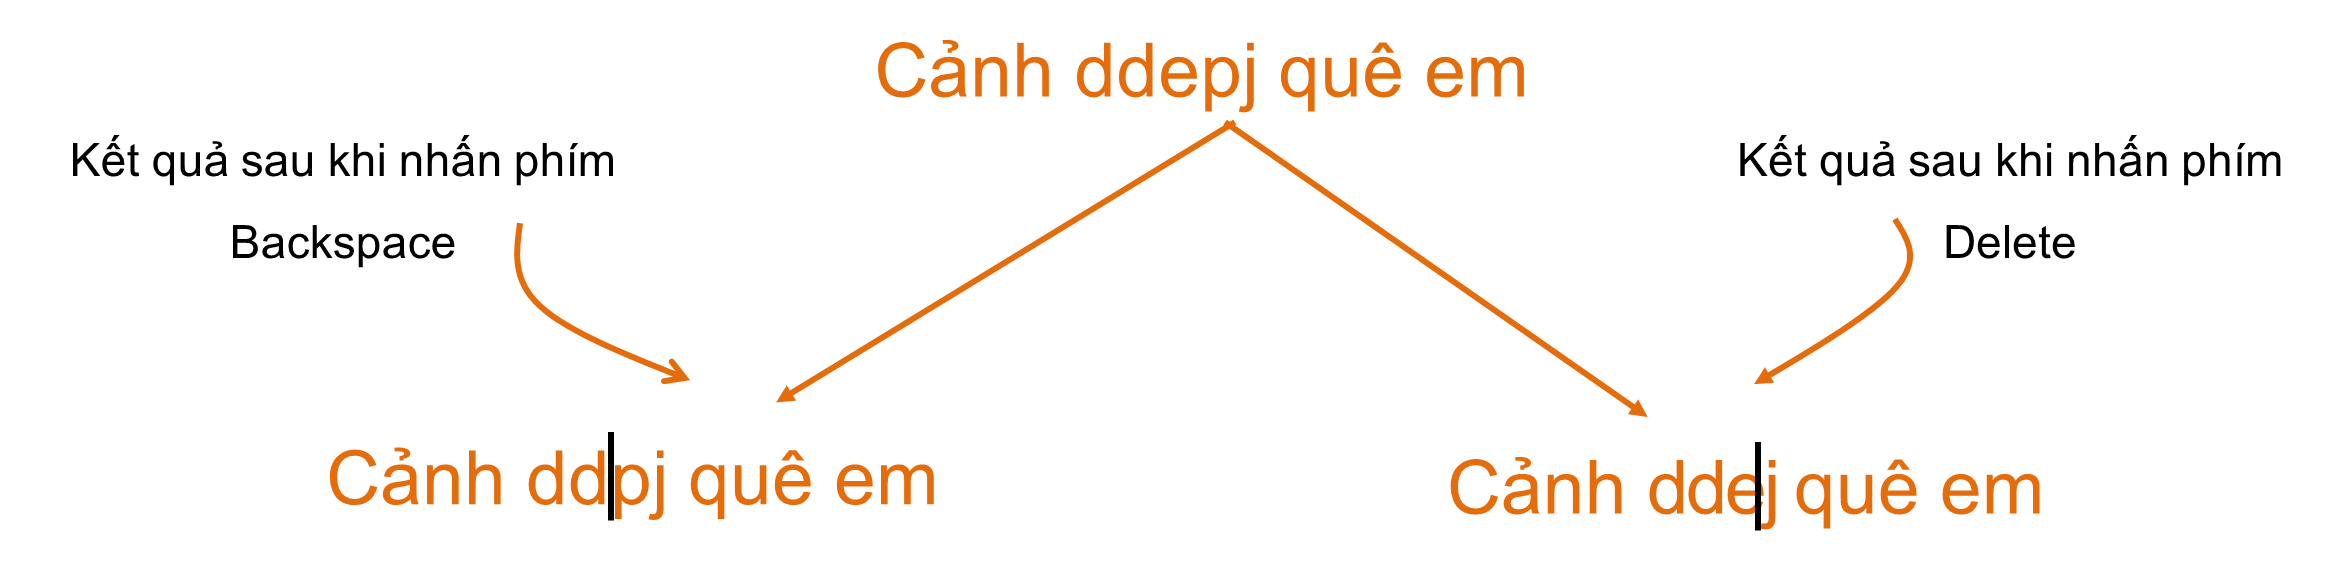 Cảnh ddepj quê em
Kết quả sau khi nhấn phím
Backspace
Kết quả sau khi nhấn phím
Delete
Cảnh ddpj quê em
Cảnh ddej quê em